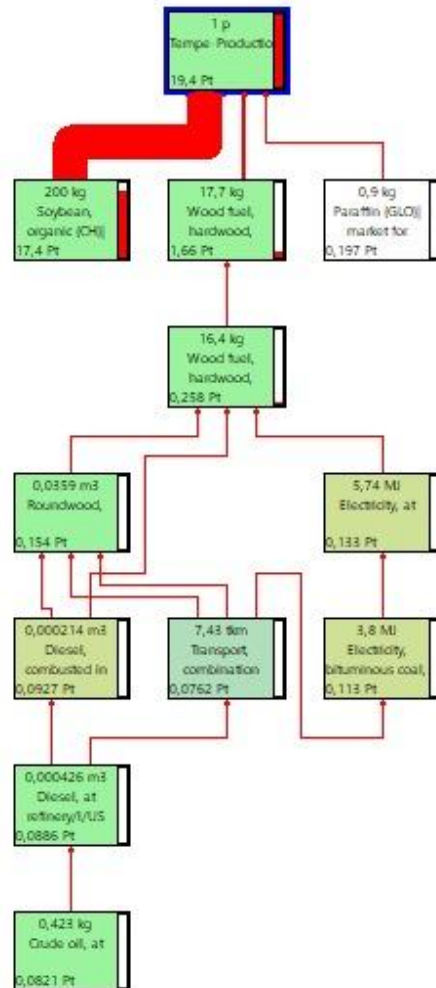 1 p
Tempe Productio
19,4 Pt
200 kg
Soybean,
organic (CH)|
17,4 Pt
17,7 kg
Wood fuel,
hardwood,
1,66 Pt
0,9 kg
Paraffin (GLO)|
market for
0,197 Pt
16,4 kg
Wood fuel,
hardwood,
0,258 Pt
0,0359 m3
Roundwood,
0,154 Pt
5,74 MJ
Electricity, at
0,133 Pt
0,000214 m3
Diesel,
combusted in
0,0927 Pt
7,43 tkm
Transport,
combination
0,0762 Pt
3,8 MJ
Electricity,
bituminous coal,
0,113 Pt
0,000426 m3
Diesel, at
refinery/l/US
0,0886 Pt
0,423 kg
Crude oil, at
0,0821 Pt